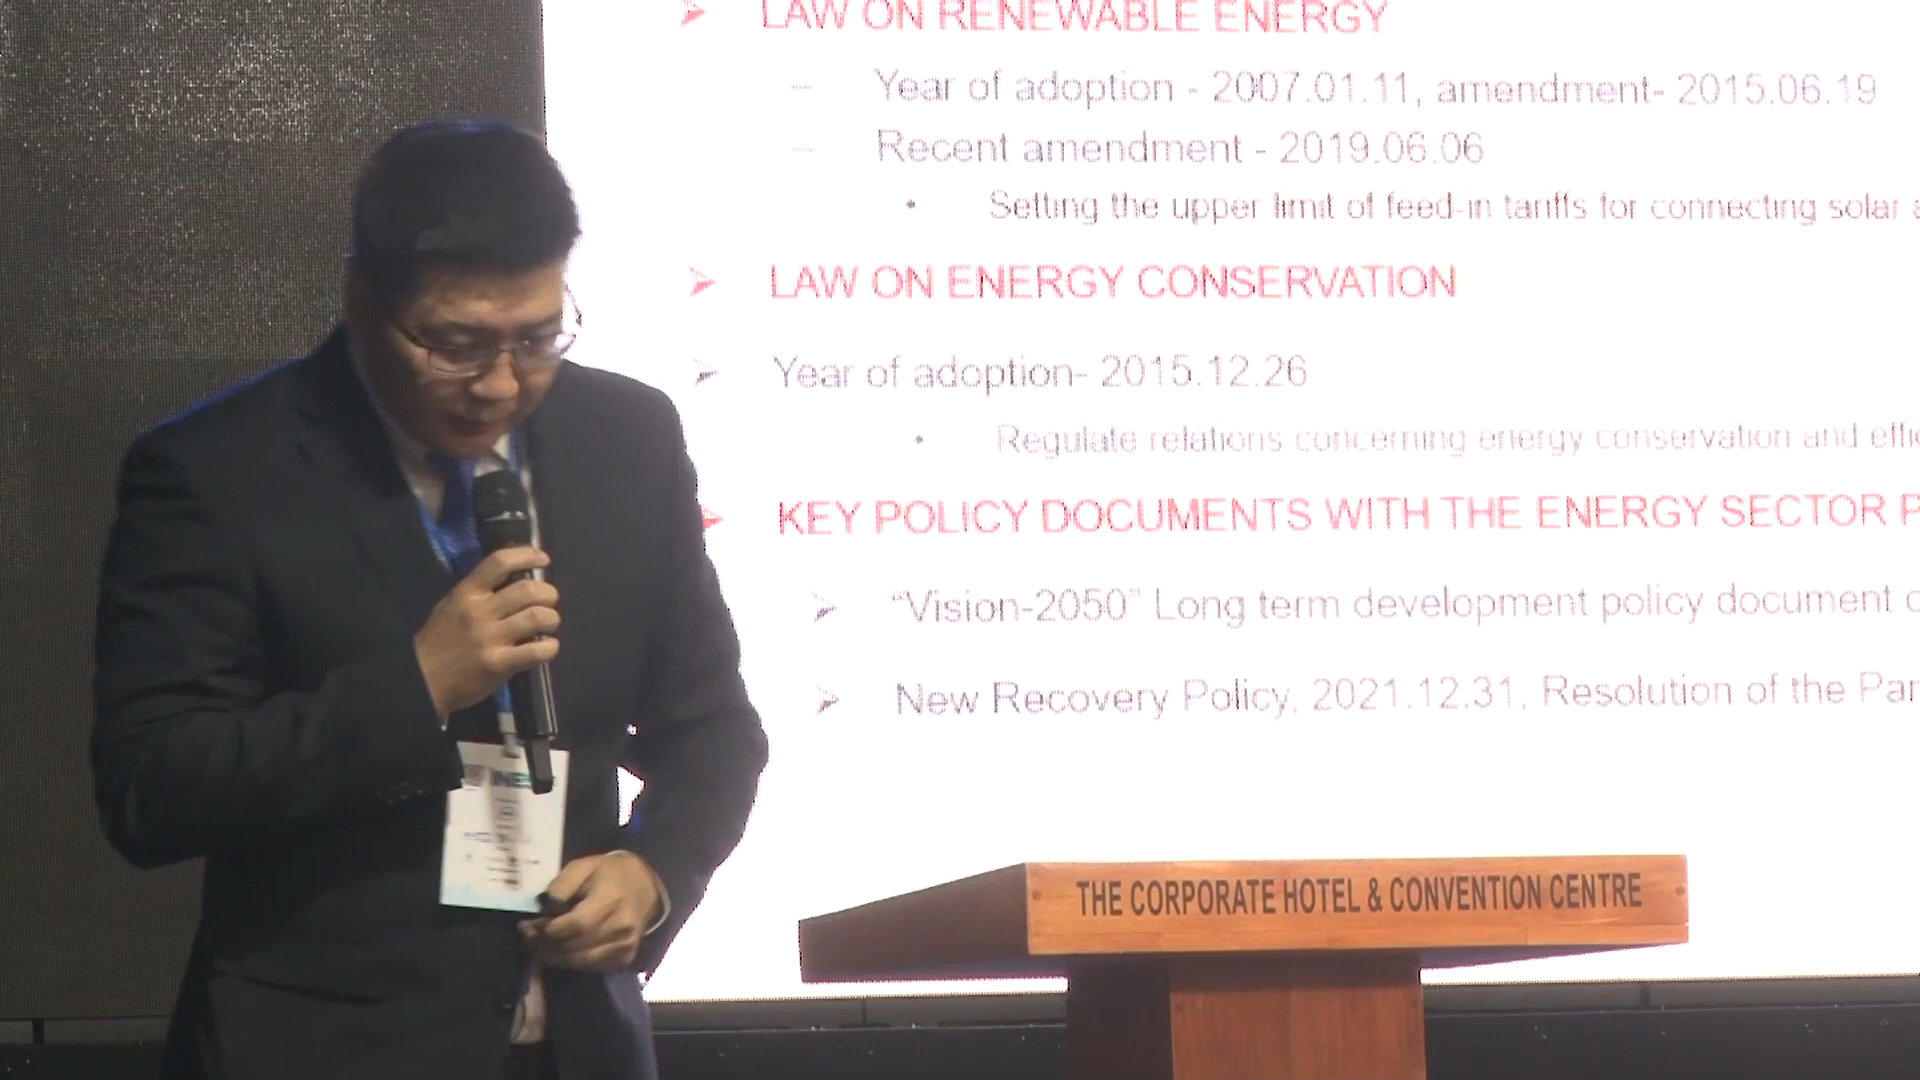 LAW ON RENEWABLE ENERGY
Year of adoption - 2007.01.11, amendment- 2015.06.19
Recent amendment - 2019.06.06
Setting the upper limit of feed-in tariffs for connecting solar
LAW ON ENERGY CONSERVATION
Year of adoption- 2015.12.26
Regulate relations concerning energy conservation and
KEY POLICY DOCUMENTS WITH THE ENERGY SECTOR
“Vision-2050” Long term development policy document
New Recovery Policy, 2021.12.31, Resolution of the
THE CORPORATE HOTEL & CONVENTION CENTRE